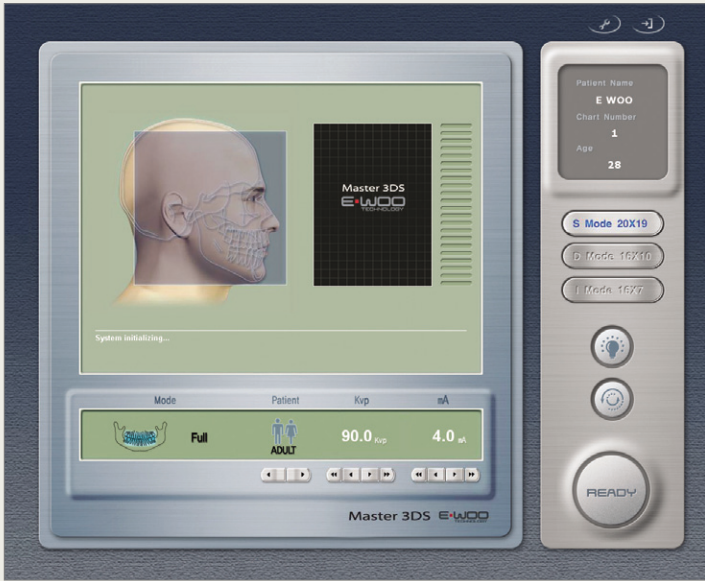 Patient Name
E WOO
Chart Number
1
Age
28
Master 3DS
E-WOO
TECHNOLOGY
S Mode 20X19
D Mode 16X10
I Mode 16X7
System initializing...
Mode
Patient
Kvp
mA
Full
ADULT
90.0 Kvp
4.0 mA
READY
Master 3DS E-WOO
TECHNOLOGY